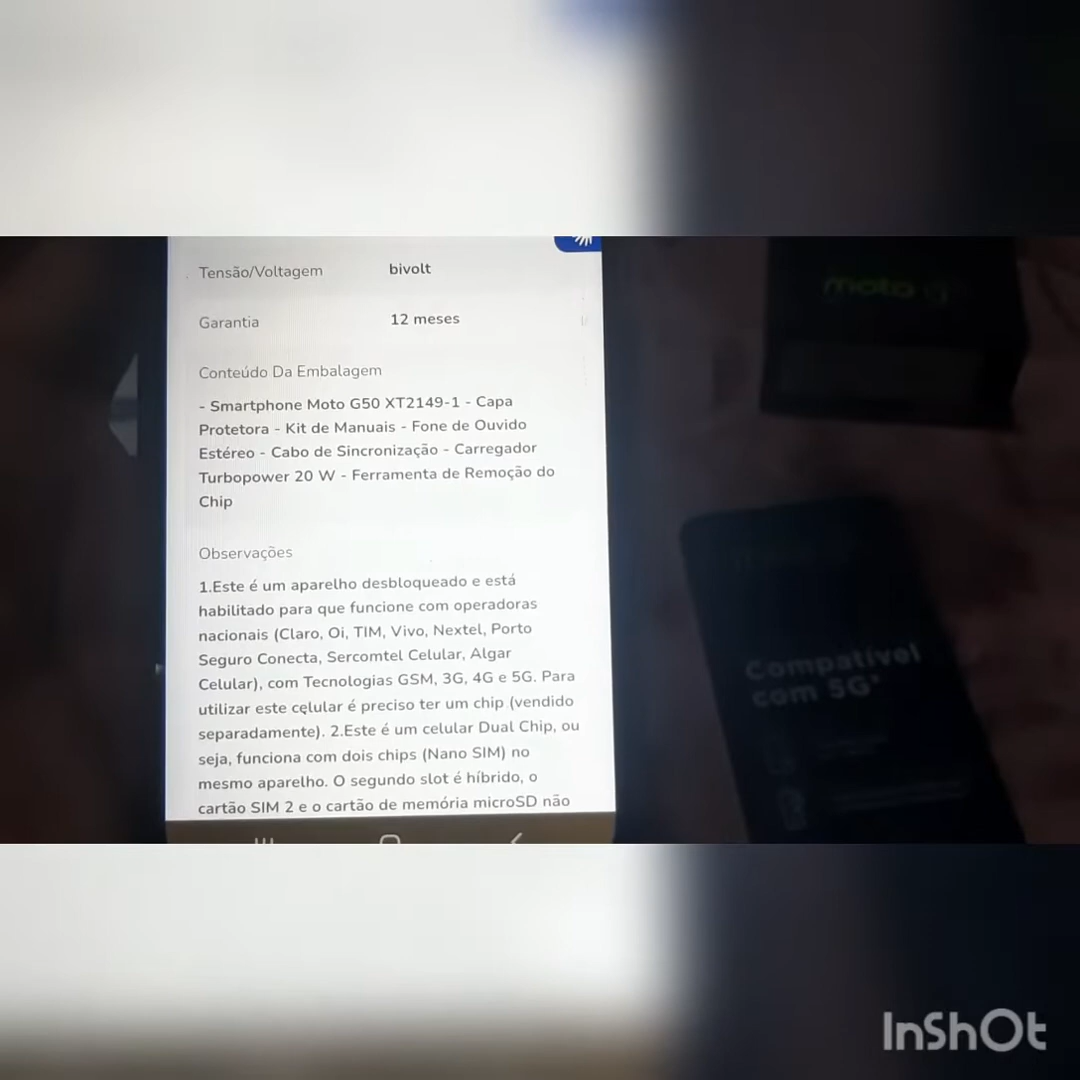 Tensão/Voltagem bivolt
Garantia 12 meses
Conteúdo Da Embalagem
- Smartphone Moto G50 XT2149-1 - Capa
Protetora - Kit de Manuais - Fone de Ouvido
Estéreo - Cabo de Sincronização - Carregador
Turbopower 20 W - Ferramenta de Remoção do
Chip
Observações
1.Este é um aparelho desbloqueado e está
habilitado para que funcione com operadoras
nacionais (Claro, Oi, TIM, Vivo, Nextel, Porto
Seguro Conecta, Sercomtel Celular, Algar
Celular), com Tecnologias GSM, 3G, 4G e 5G. Para
utilizar este celular é preciso ter um chip (vendido
separadamente). 2.Este é um celular Dual Chip, ou
seja, funciona com dois chips (Nano SIM) no
mesmo aparelho. O segundo slot é híbrido, o
cartão SIM 2 e o cartão de memória microSD não
moto g
Compatível
com 5G*
InShOt